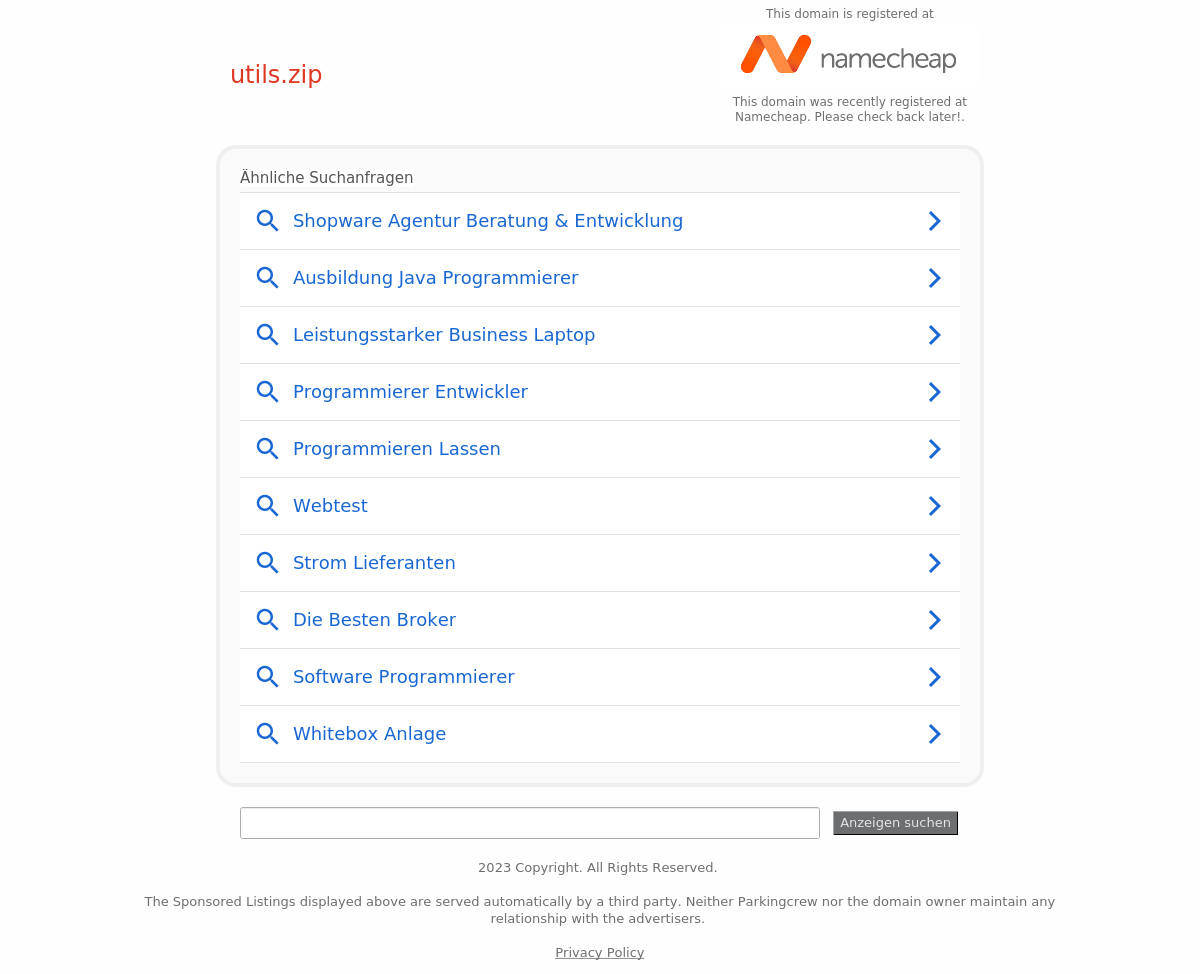 This domain is registered at
namecheap
utils.zip
This domain was recently registered at
Namecheap. Please check back later!.
Ähnliche Suchanfragen
Shopware Agentur Beratung & Entwicklung
Ausbildung Java Programmierer
Leistungsstarker Business Laptop
Programmierer Entwickler
Programmieren Lassen
Webtest
Strom Lieferanten
Die Besten Broker
Software Programmierer
Whitebox Anlage
Anzeigen suchen
2023 Copyright. All Rights Reserved.
The Sponsored Listings displayed above are served automatically by a third party. Neither Parkingcrew nor the domain owner maintain any
relationship with the advertisers.
Privacy Policy